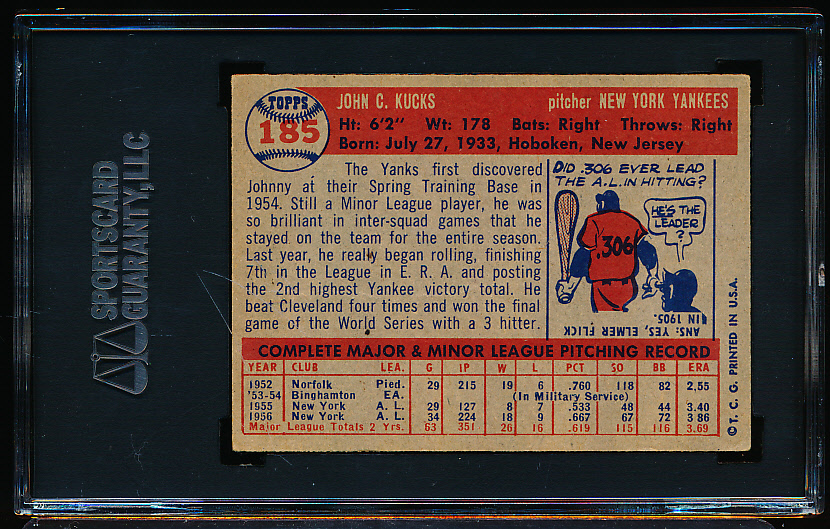 SPORTSCARD
GUARANTY, LLC
TOPPS
185
JOHN C. KUCKS pitcher NEW YORK YANKEES
Ht: 6'2" Wt: 178 Bats: Right Throws: Right
Born: July 27, 1933, Hoboken, New Jersey
The Yanks first discovered
Johnny at their Spring Training Base in
1954. Still a Minor League player, he was
so brilliant in inter-squad games that he
stayed on the team for the entire season.
Last year, he really began rolling, finishing
7th in the League in E. R. A. and posting
the 2nd highest Yankee victory total. He
beat Cleveland four times and won the final
game of the World Series with a 3 hitter.
DID .306 EVER LEAD
THE A.L. IN HITTING?
HE'S THE
LEADER
?
.306
ANS: YES, ELMER FLICK
IN 1905.
COMPLETE MAJOR & MINOR LEAGUE PITCHING RECORD
YEAR CLUB LEA. G IP W L PCT SO BB ERA
1952 Norfolk Pied. 29 215 19 6 .760 118 82 2.55
'53-54 Binghamton EA. (In Military Service)
1955 New York A. L. 29 127 8 7 .533 48 44 3.40
1956 New York A. L. 34 224 18 9 .667 67 72 3.86
Major League Totals 2 Yrs. 63 351 26 16 .619 115 116 3.69
© T. C. G. PRINTED IN U.S.A.